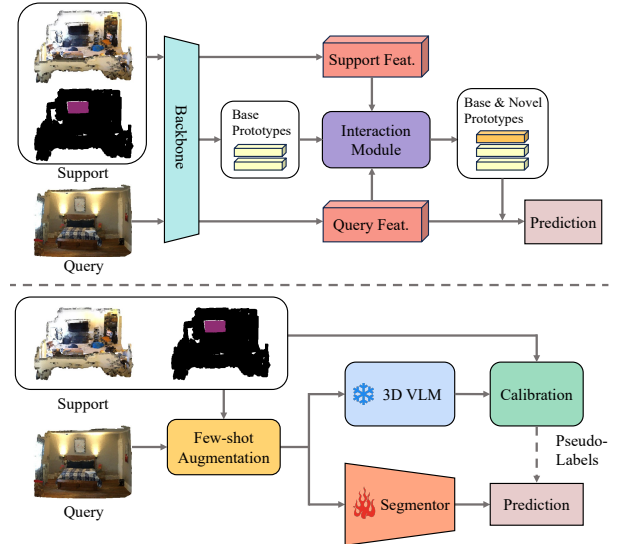 Support Feat.
Backbone
Base
Prototypes
Interaction
Module
Base & Novel
Prototypes
Support
Query Feat.
Prediction
Query
Support
3D VLM
Calibration
Few-shot
Augmentation
Pseudo-
Labels
Query
Segmentor
Prediction